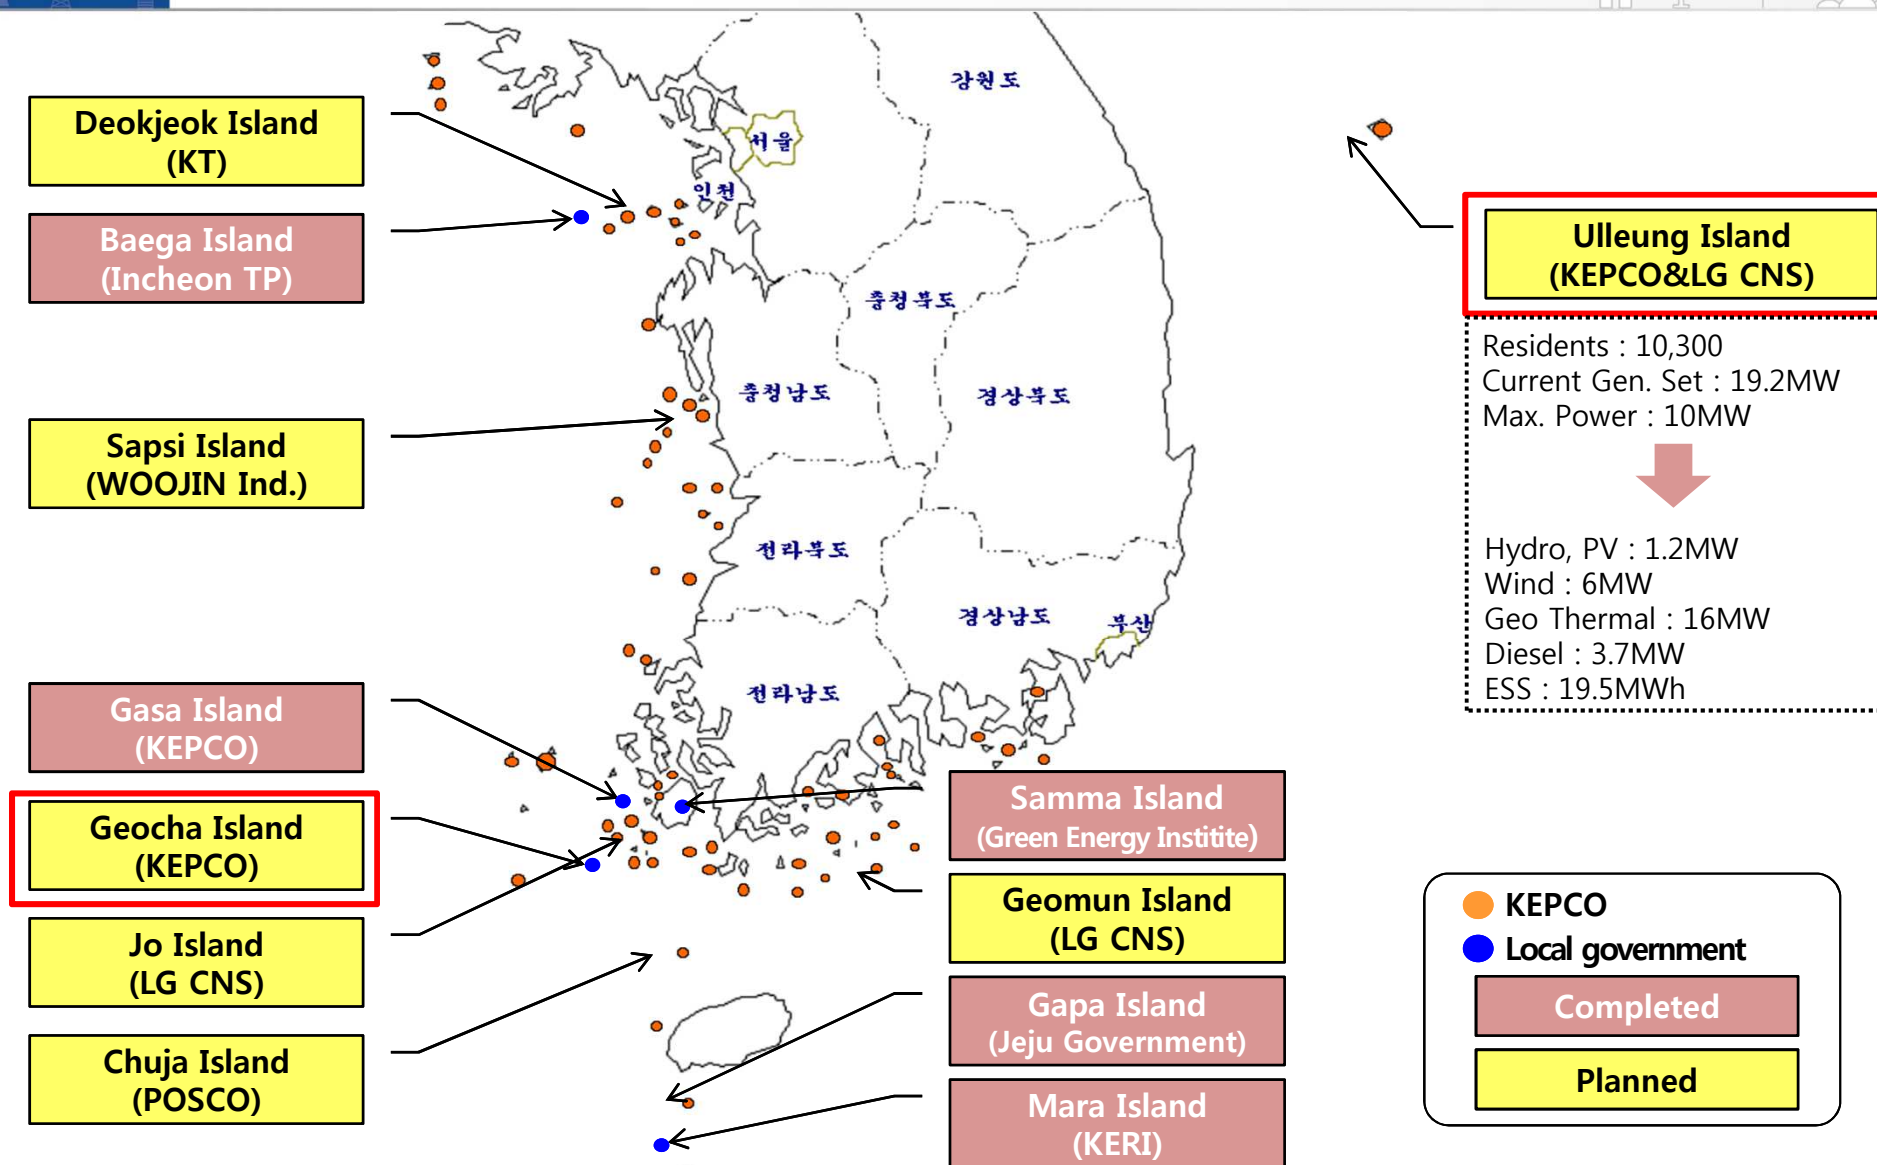 Deokjeok Island
(KT)
Baega Island
(Incheon TP)
Sapsi Island
(WOOJIN Ind.)
Gasa Island
(KEPCO)
Geocha Island
(KEPCO)
Jo Island
(LG CNS)
Chuja Island
(POSCO)
강원도
서울
인천
충청북도
충청남도
경상북도
전라북도
경상남도
부산
전라남도
Samma Island
(Green Energy Institite)
Geomun Island
(LG CNS)
Gapa Island
(Jeju Government)
Mara Island
(KERI)
Ulleung Island
(KEPCO&LG CNS)
Residents : 10,300
Current Gen. Set : 19.2MW
Max. Power : 10MW
Hydro, PV : 1.2MW
Wind : 6MW
Geo Thermal : 16MW
Diesel : 3.7MW
ESS : 19.5MWh
KEPCO
Local government
Completed
Planned